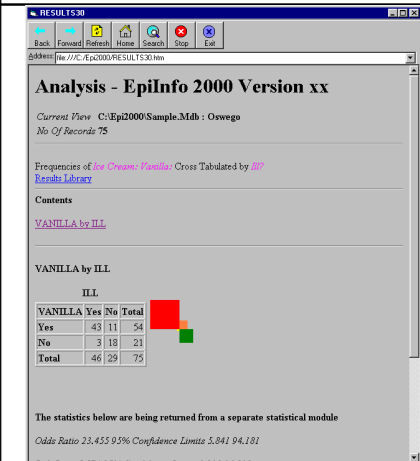 RESULTS30
Back Forward Refresh Home Search Stop Exit
Address: file:///C:/Epi2000/RESULTS30.htm
Analysis - EpiInfo 2000 Version xx
Current View C:\Epi2000\Sample.Mdb : Oswego
No Of Records 75
Frequencies of Ice Cream: Vanilla: Cross Tabulated by Ill?
Results Library
Contents
VANILLA by ILL
VANILLA by ILL
ILL
VANILLA Yes No Total
Yes 43 11 54
No 3 18 21
Total 46 29 75
The statistics below are being returned from a separate statistical module
Odds Ratio 23.455 95% Confidence Limits 5.841 94.181